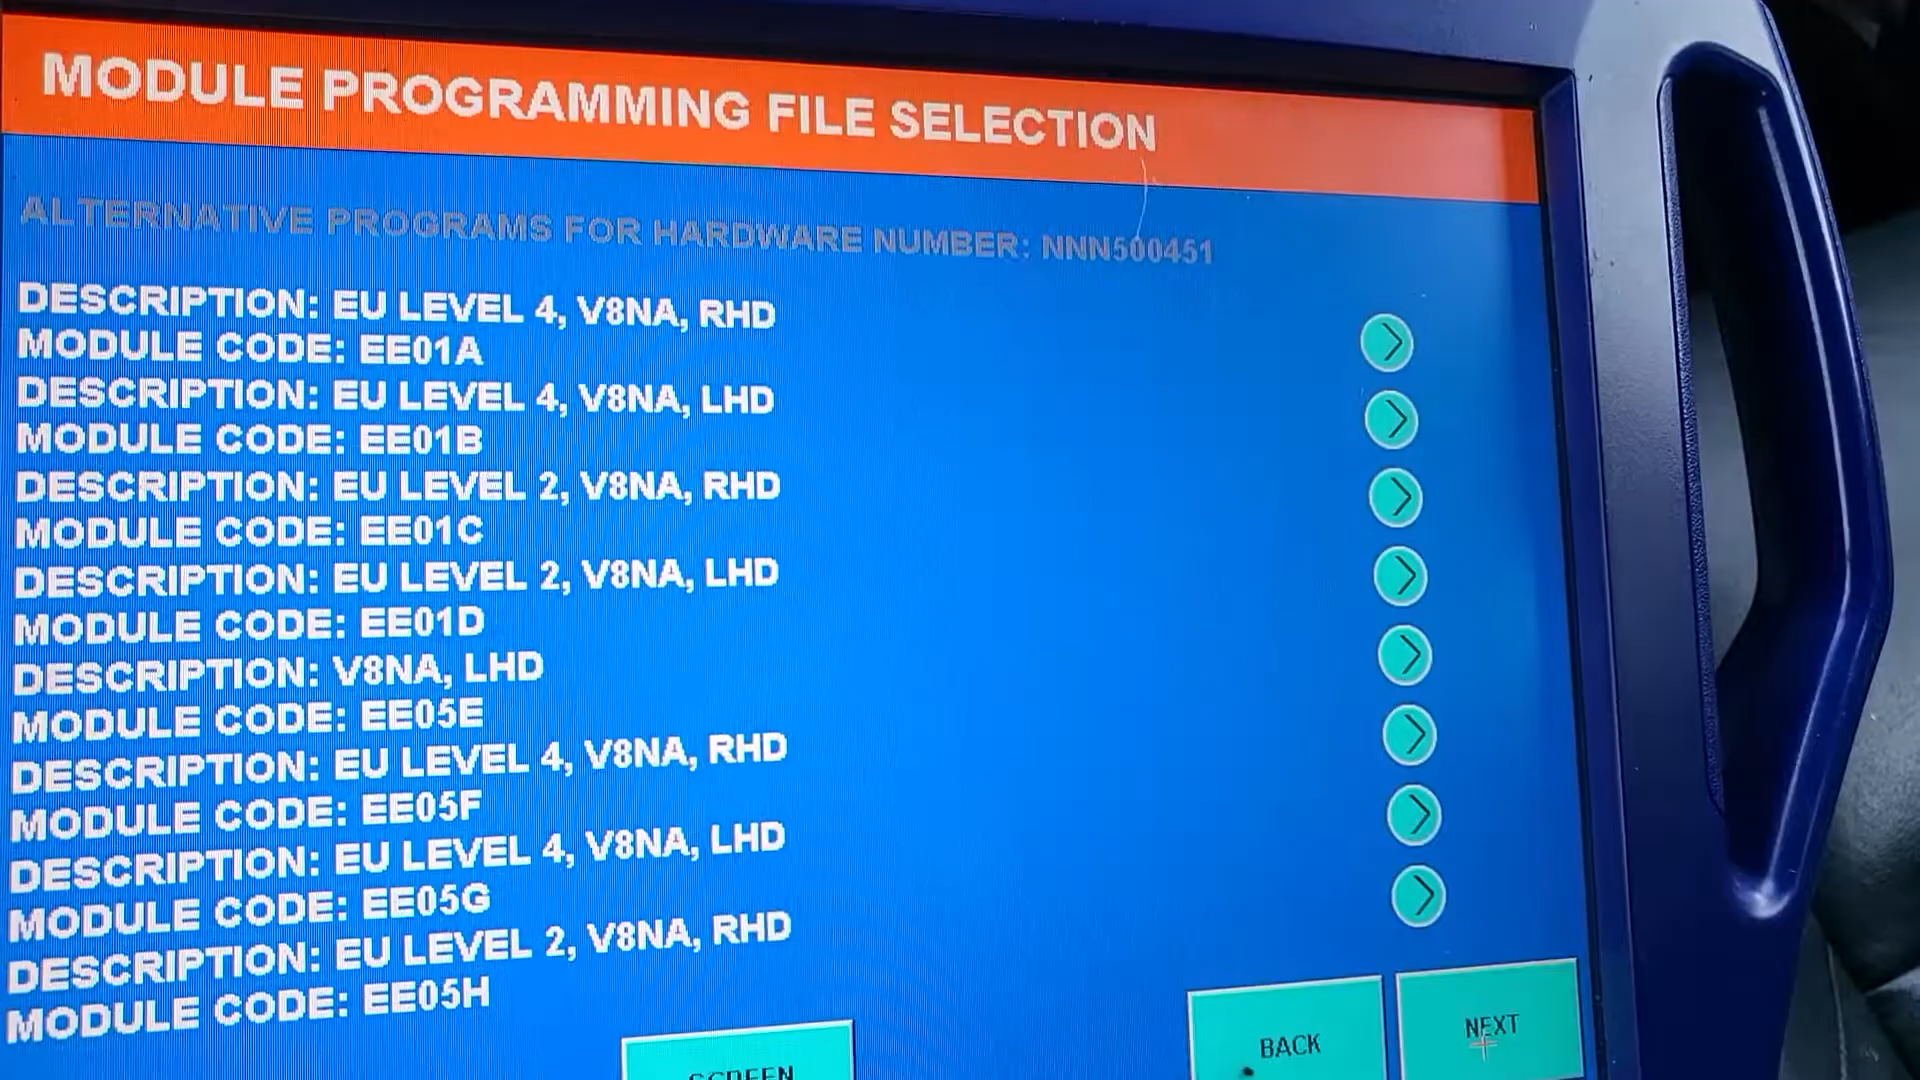 MODULE PROGRAMMING FILE SELECTION
ALTERNATIVE PROGRAMS FOR HARDWARE NUMBER: NNN500451
DESCRIPTION: EU LEVEL 4, V8NA, RHD
MODULE CODE: EE01A
DESCRIPTION: EU LEVEL 4, V8NA, LHD
MODULE CODE: EE01B
DESCRIPTION: EU LEVEL 2, V8NA, RHD
MODULE CODE: EE01C
DESCRIPTION: EU LEVEL 2, V8NA, LHD
MODULE CODE: EE01D
DESCRIPTION: V8NA, LHD
MODULE CODE: EE05E
DESCRIPTION: EU LEVEL 4, V8NA, RHD
MODULE CODE: EE05F
DESCRIPTION: EU LEVEL 4, V8NA, LHD
MODULE CODE: EE05G
DESCRIPTION: EU LEVEL 2, V8NA, RHD
MODULE CODE: EE05H
SCREEN
BACK
NEXT